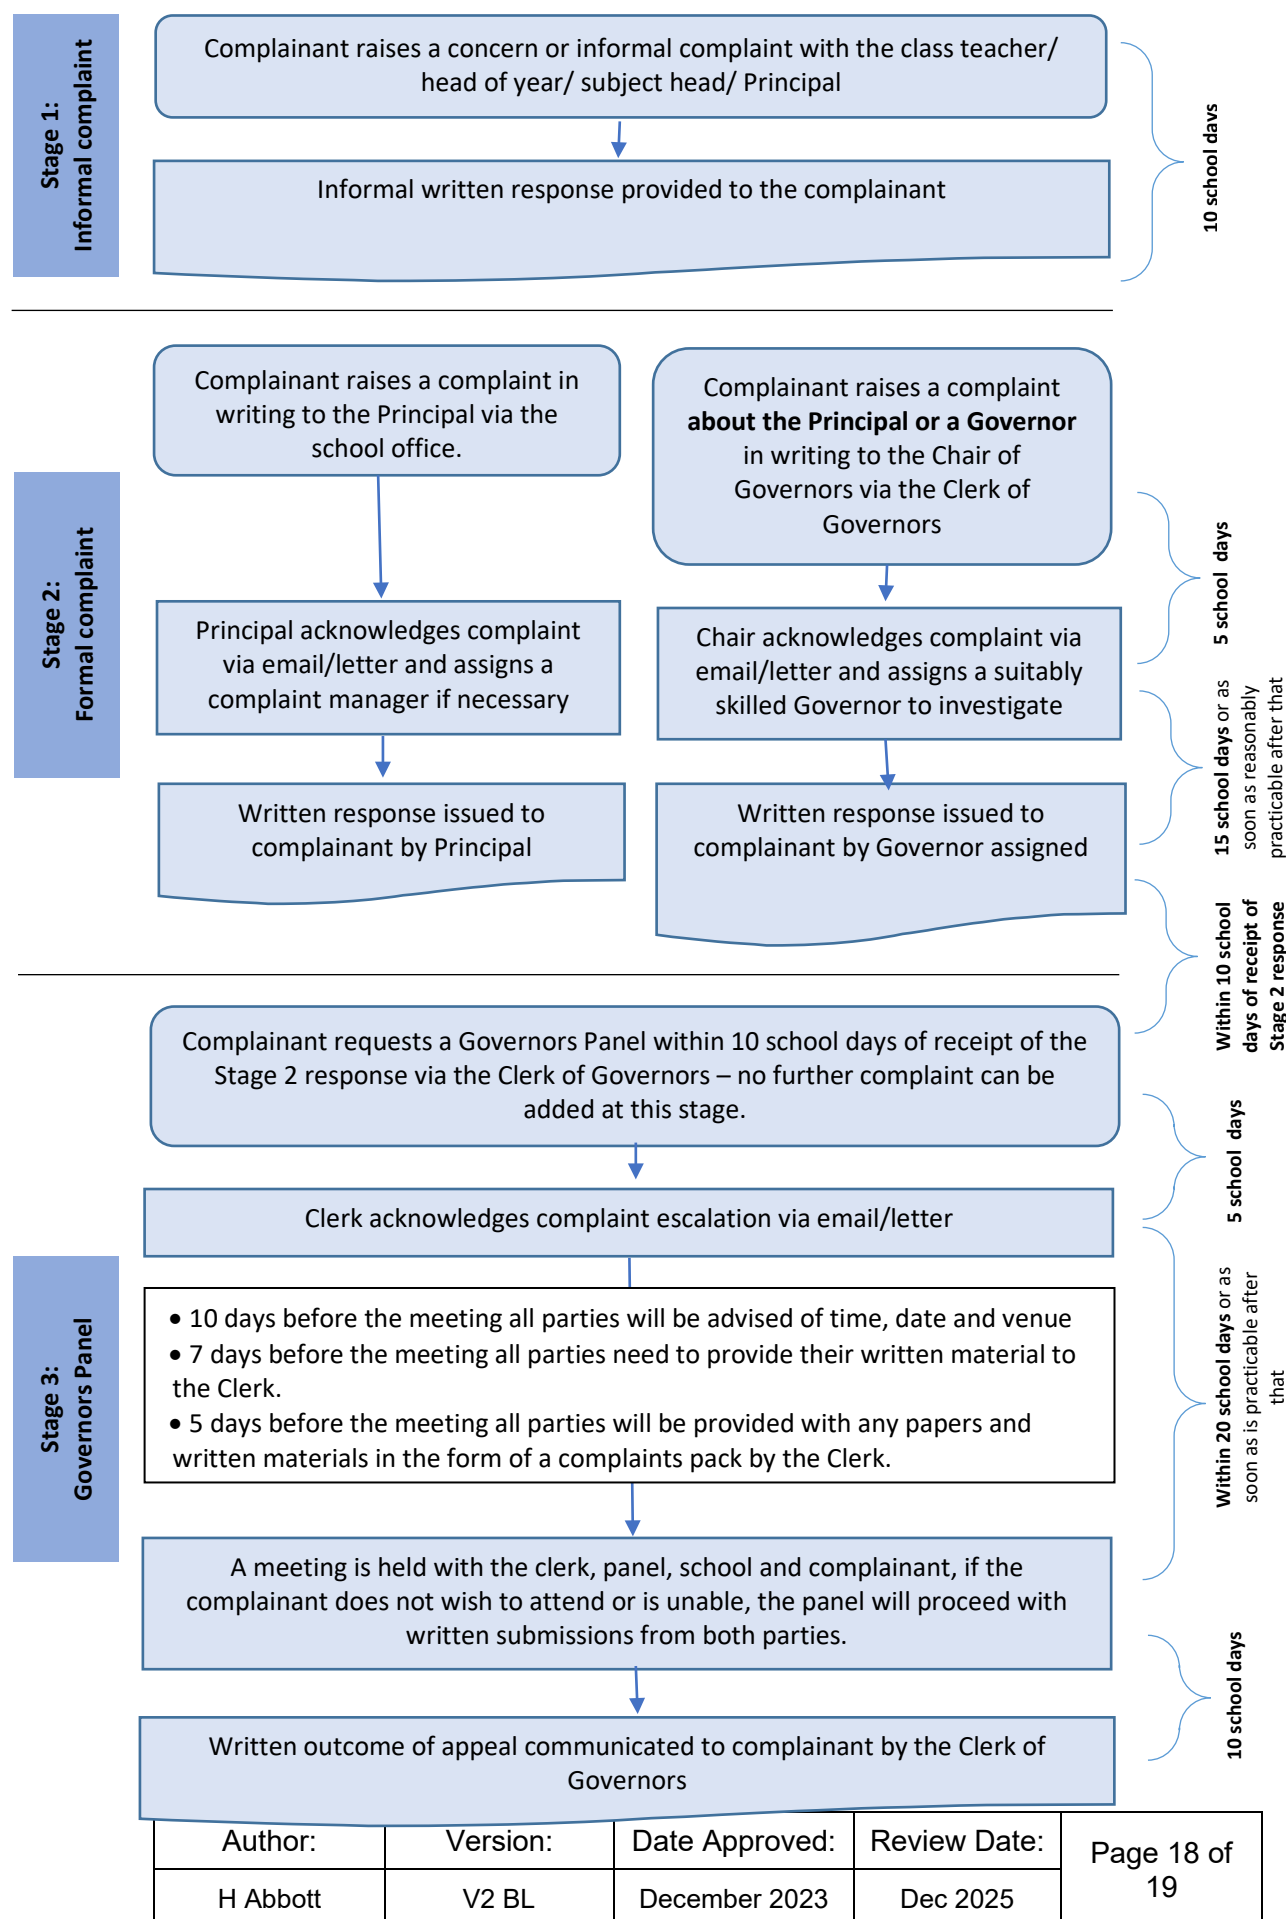 Stage 1:
Informal complaint
Complainant raises a concern or informal complaint with the class teacher/
head of year/ subject head/ Principal
Informal written response provided to the complainant
10 school days
Stage 2:
Formal complaint
Complainant raises a complaint in
writing to the Principal via the
school office.
Complainant raises a complaint
about the Principal or a Governor
in writing to the Chair of
Governors via the Clerk of
Governors
5 school days
Principal acknowledges complaint
via email/letter and assigns a
complaint manager if necessary
Chair acknowledges complaint via
email/letter and assigns a suitably
skilled Governor to investigate
15 school days or as
soon as reasonably
practicable after that
Written response issued to
complainant by Principal
Written response issued to
complainant by Governor assigned
Within 10 school
days of receipt of
Stage 2 response
Stage 3:
Governors Panel
Complainant requests a Governors Panel within 10 school days of receipt of the
Stage 2 response via the Clerk of Governors – no further complaint can be
added at this stage.
5 school days
Clerk acknowledges complaint escalation via email/letter
• 10 days before the meeting all parties will be advised of time, date and venue
• 7 days before the meeting all parties need to provide their written material to
the Clerk.
• 5 days before the meeting all parties will be provided with any papers and
written materials in the form of a complaints pack by the Clerk.
Within 20 school days or as
soon as is practicable after
that
A meeting is held with the clerk, panel, school and complainant, if the
complainant does not wish to attend or is unable, the panel will proceed with
written submissions from both parties.
10 school days
Written outcome of appeal communicated to complainant by the Clerk of
Governors
Author: Version: Date Approved: Review Date: Page 18 of
19
H Abbott V2 BL December 2023 Dec 2025